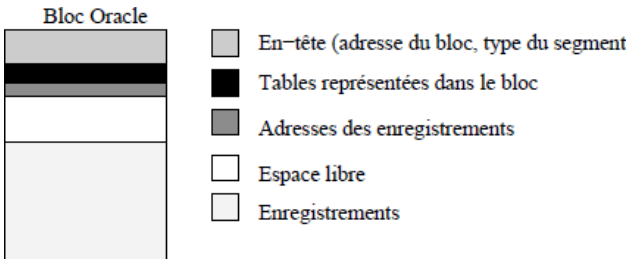 Bloc Oracle
En−tête (adresse du bloc, type du segment
Tables représentées dans le bloc
Adresses des enregistrements
Espace libre
Enregistrements